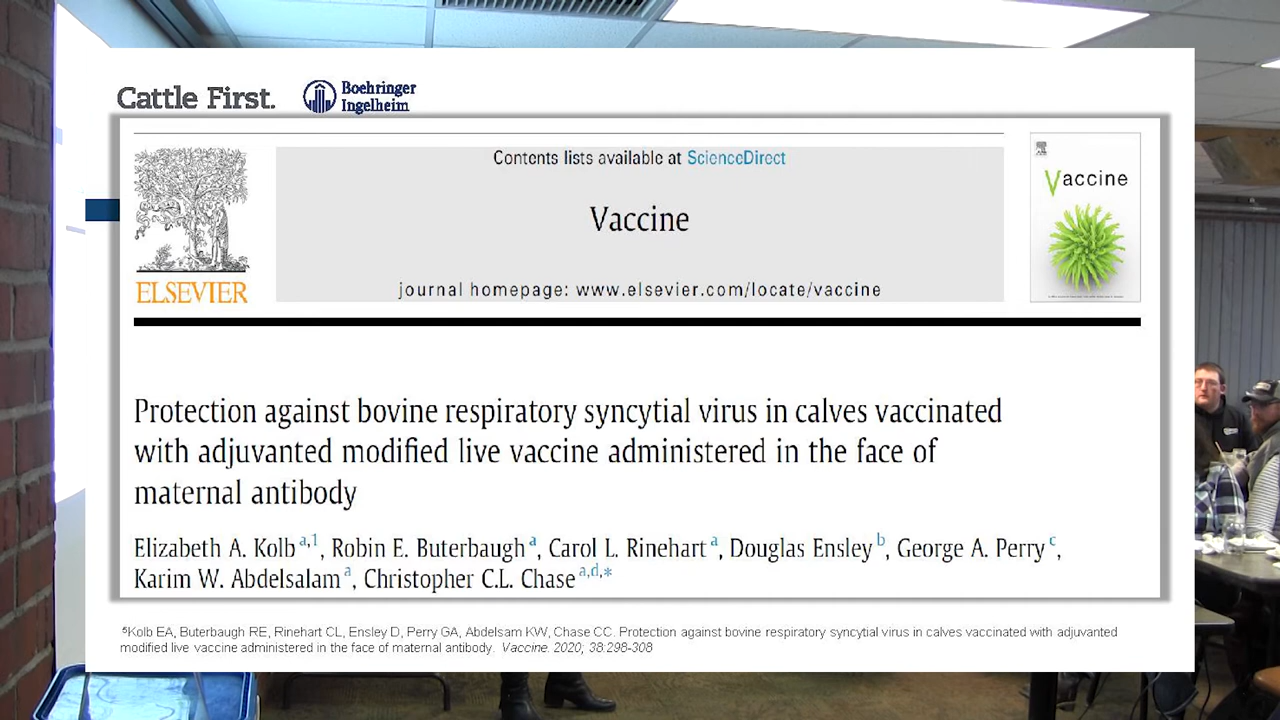 Cattle First.
Boehringer
Ingelheim
Contents lists available at ScienceDirect
Vaccine
journal homepage: www.elsevier.com/locate/vaccine
ELSEVIER
Vaccine
Protection against bovine respiratory syncytial virus in calves vaccinated
with adjuvanted modified live vaccine administered in the face of
maternal antibody
Elizabeth A. Kolb a,1, Robin E. Buterbaugh a, Carol L. Rinehart a, Douglas Ensley b, George A. Perry c,
Karim W. Abdelsalam a, Christopher C.L. Chase a,d,*
6Kolb EA, Buterbaugh RE, Rinehart CL, Ensley D, Perry GA, Abdelsam KW, Chase CC. Protection against bovine respiratory syncytial virus in calves vaccinated with adjuvanted
modified live vaccine administered in the face of maternal antibody. Vaccine. 2020; 38:298-308